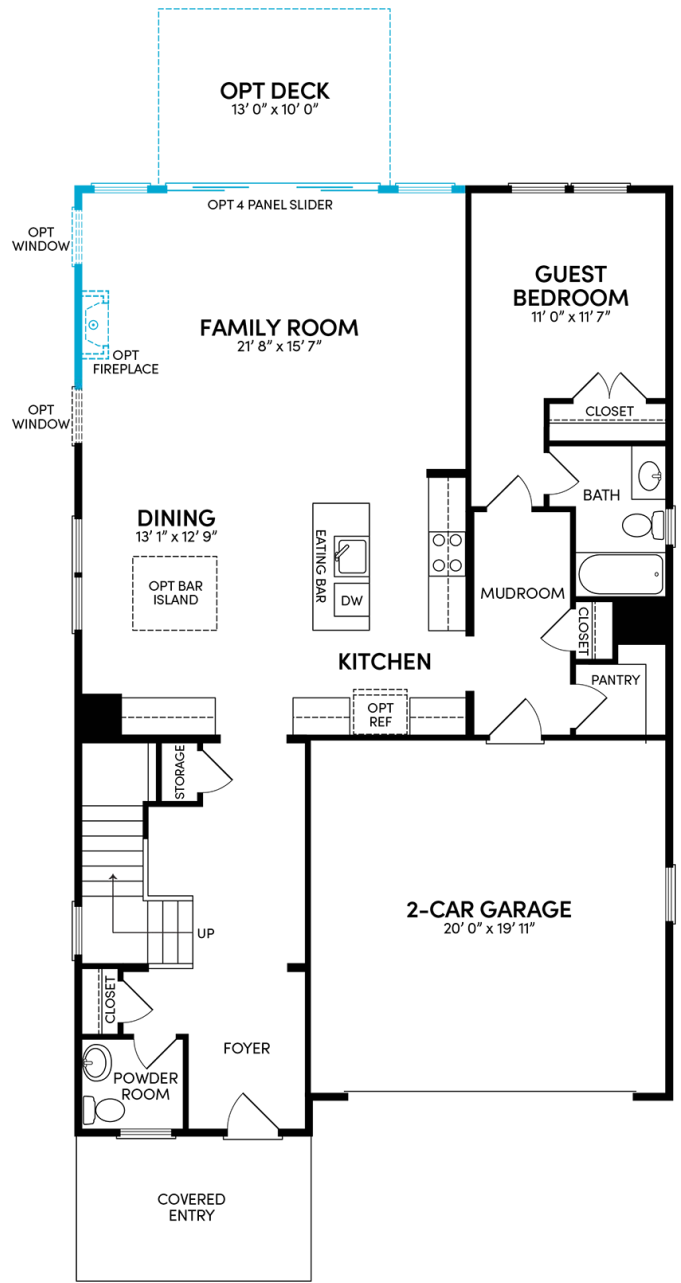 OPT DECK
13' 0" x 10' 0"
OPT 4 PANEL SLIDER
OPT
WINDOW
GUEST
BEDROOM
11' 0" x 11' 7"
FAMILY ROOM
21' 8" x 15' 7"
OPT
FIREPLACE
OPT
WINDOW
CLOSET
BATH
DINING
13' 1" x 12' 9"
EATING BAR
OPT BAR
ISLAND
DW
MUDROOM
CLOSET
KITCHEN
PANTRY
OPT
REF
STORAGE
2-CAR GARAGE
20' 0" x 19' 11"
UP
CLOSET
FOYER
POWDER
ROOM
COVERED
ENTRY